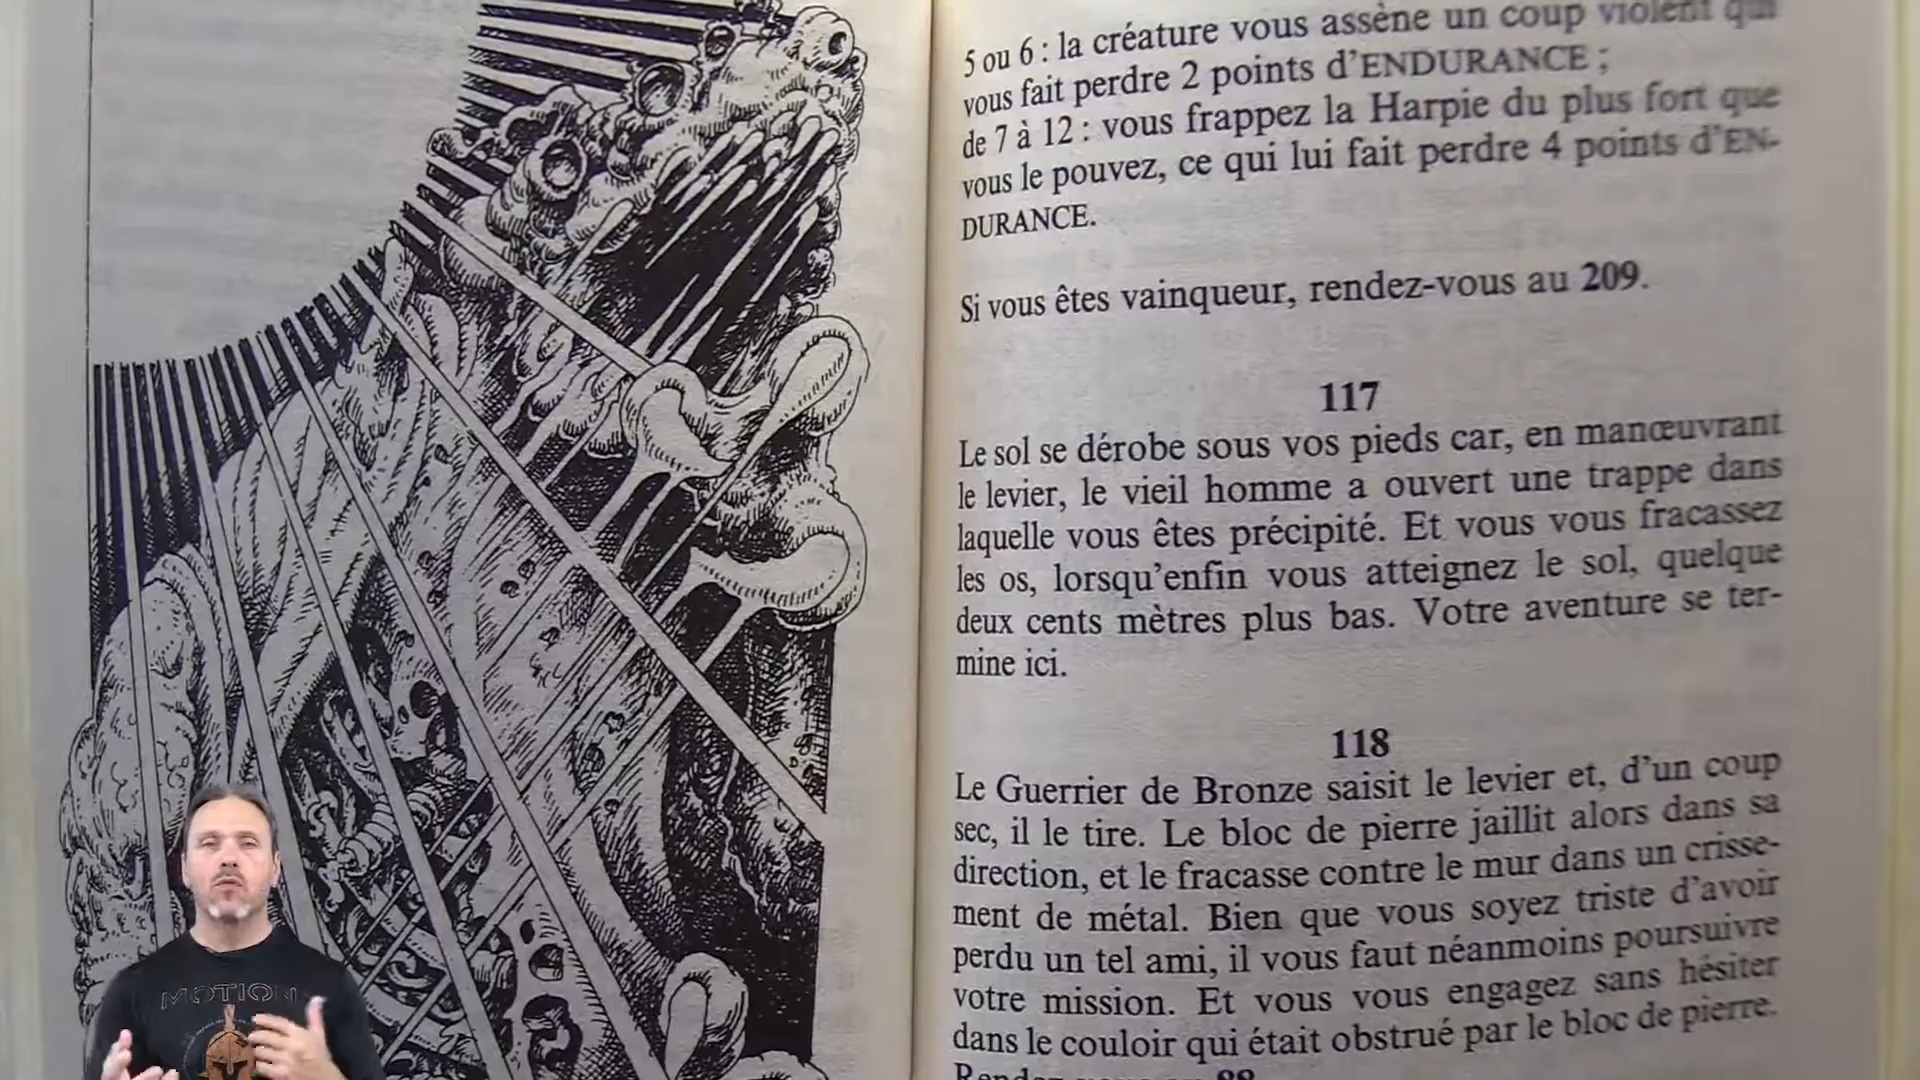 5 ou 6 : la créature vous assène un coup violent qui
vous fait perdre 2 points d'ENDURANCE ;
de 7 à 12 : vous frappez la Harpie du plus fort que
vous le pouvez, ce qui lui fait perdre 4 points d'EN-
DURANCE.
Si vous êtes vainqueur, rendez-vous au 209.
117
Le sol se dérobe sous vos pieds car, en manœuvrant
le levier, le vieil homme a ouvert une trappe dans
laquelle vous êtes précipité. Et vous vous fracassez
les os, lorsqu'enfin vous atteignez le sol, quelque
deux cents mètres plus bas. Votre aventure se ter-
mine ici.
118
Le Guerrier de Bronze saisit le levier et, d'un coup
sec, il le tire. Le bloc de pierre jaillit alors dans sa
direction, et le fracasse contre le mur dans un crisse-
ment de métal. Bien que vous soyez triste d'avoir
perdu un tel ami, il vous faut néanmoins poursuivre
votre mission. Et vous vous engagez sans hésiter
dans le couloir qui était obstrué par le bloc de pierre.
MOTION